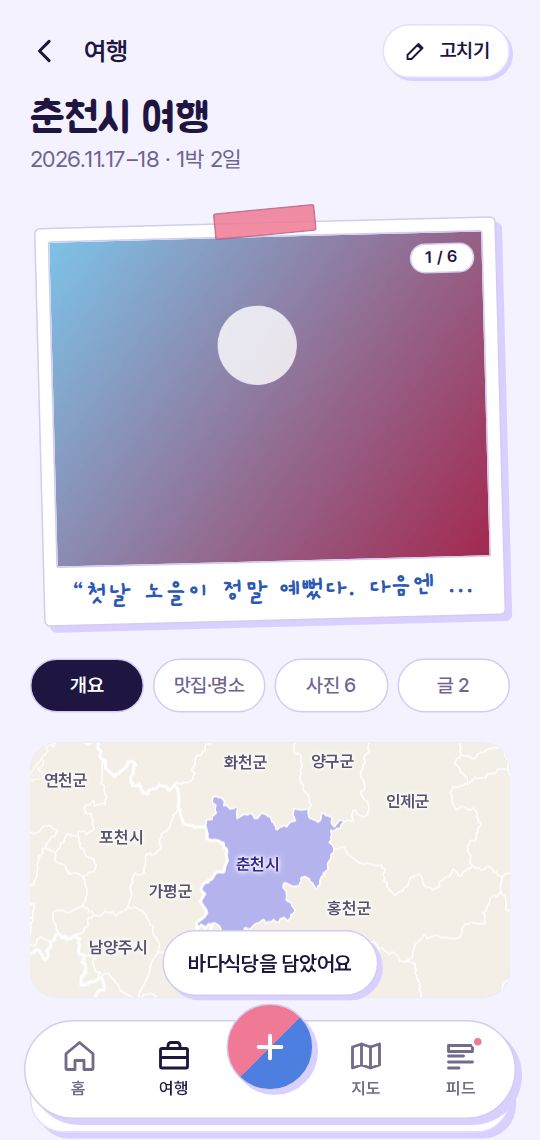 여행
고치기
춘천시 여행
2026.11.17–18 · 1박 2일
1 / 6
“첫날 노을이 정말 예뻤다. 다음엔 ...
개요
맛집·명소
사진 6
글 2
화천군
양구군
연천군
인제군
포천시
춘천시
가평군
홍천군
남양주시
바다식당을 담았어요
홈
여행
지도
피드